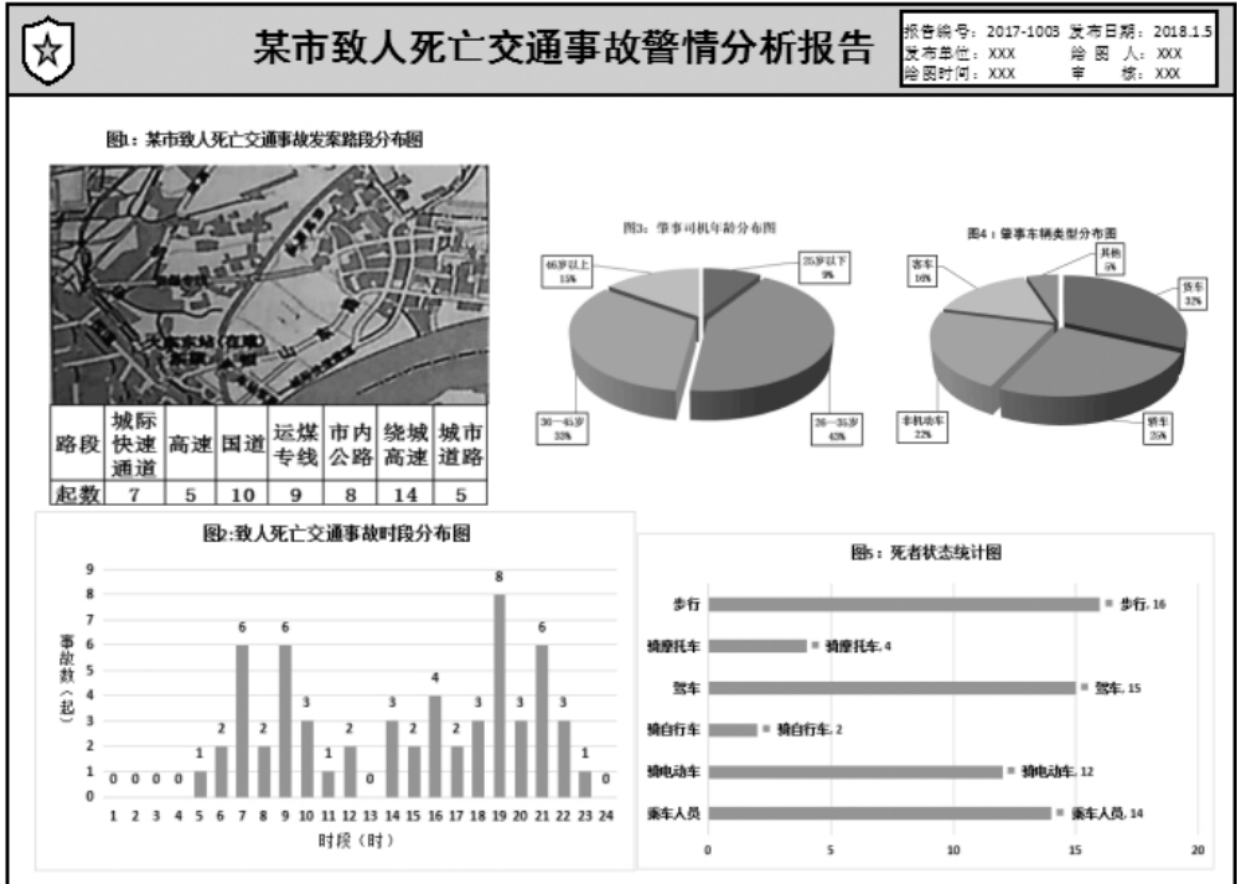 某市致人死亡交通事故警情分析报告
报告编号：2017-1003 发布日期：2018.1.5
发布单位：XXX 绘图人：XXX
绘图时间：XXX 审核：XXX
图1：某市致人死亡交通事故发案路段分布图
路段 城际快速通道 高速 国道 运煤专线 市内公路 绕城高速 城市道路
起数 7 5 10 9 8 14 5
图3：肇事司机年龄分布图
46岁以上
15%
25岁以下
9%
36—45岁
33%
26—35岁
43%
图4：肇事车辆类型分布图
其他
5%
客车
16%
货车
32%
非机动车
22%
轿车
25%
图2:致人死亡交通事故时段分布图
事故数（起）
9
8
7
6
5
4
3
2
1
0
0 0 0 0 1 2 6 2 6 3 1 2 0 3 2 4 2 3 8 3 6 3 1 0
1 2 3 4 5 6 7 8 9 10 11 12 13 14 15 16 17 18 19 20 21 22 23 24
时段（时）
图5：死者状态统计图
步行 步行, 16
骑摩托车 骑摩托车, 4
驾车 驾车, 15
骑自行车 骑自行车, 2
骑电动车 骑电动车, 12
乘车人员 乘车人员, 14
0 5 10 15 20